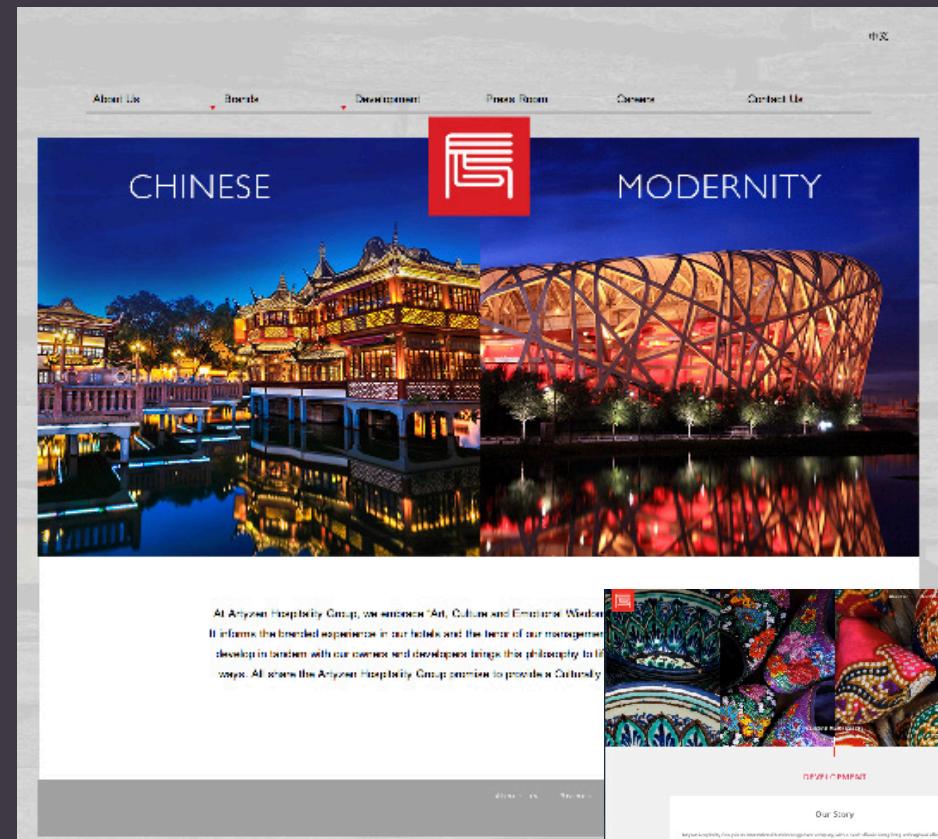 中文
About Us Brands Development Press Room Careers Contact Us
CHINESE MODERNITY
At Artyzen Hospitality Group, we embrace "Art, Culture and Emotional Wisdom
It informs the branded experience in our hotels and the tenor of our managemen
develop in tandem with our owners and developers brings this philosophy to lif
ways. All share the Artyzen Hospitality Group promise to provide a Culturally
DEVELOPMENT
Our Story